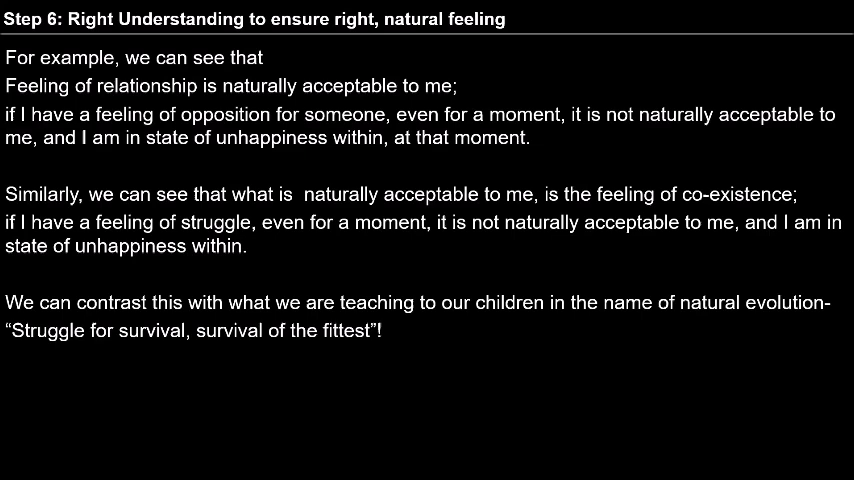 Step 6: Right Understanding to ensure right, natural feeling
For example, we can see that
Feeling of relationship is naturally acceptable to me;
if I have a feeling of opposition for someone, even for a moment, it is not naturally acceptable to
me, and I am in state of unhappiness within, at that moment.
Similarly, we can see that what is  naturally acceptable to me, is the feeling of co-existence;
if I have a feeling of struggle, even for a moment, it is not naturally acceptable to me, and I am in
state of unhappiness within.
We can contrast this with what we are teaching to our children in the name of natural evolution-
“Struggle for survival, survival of the fittest”!